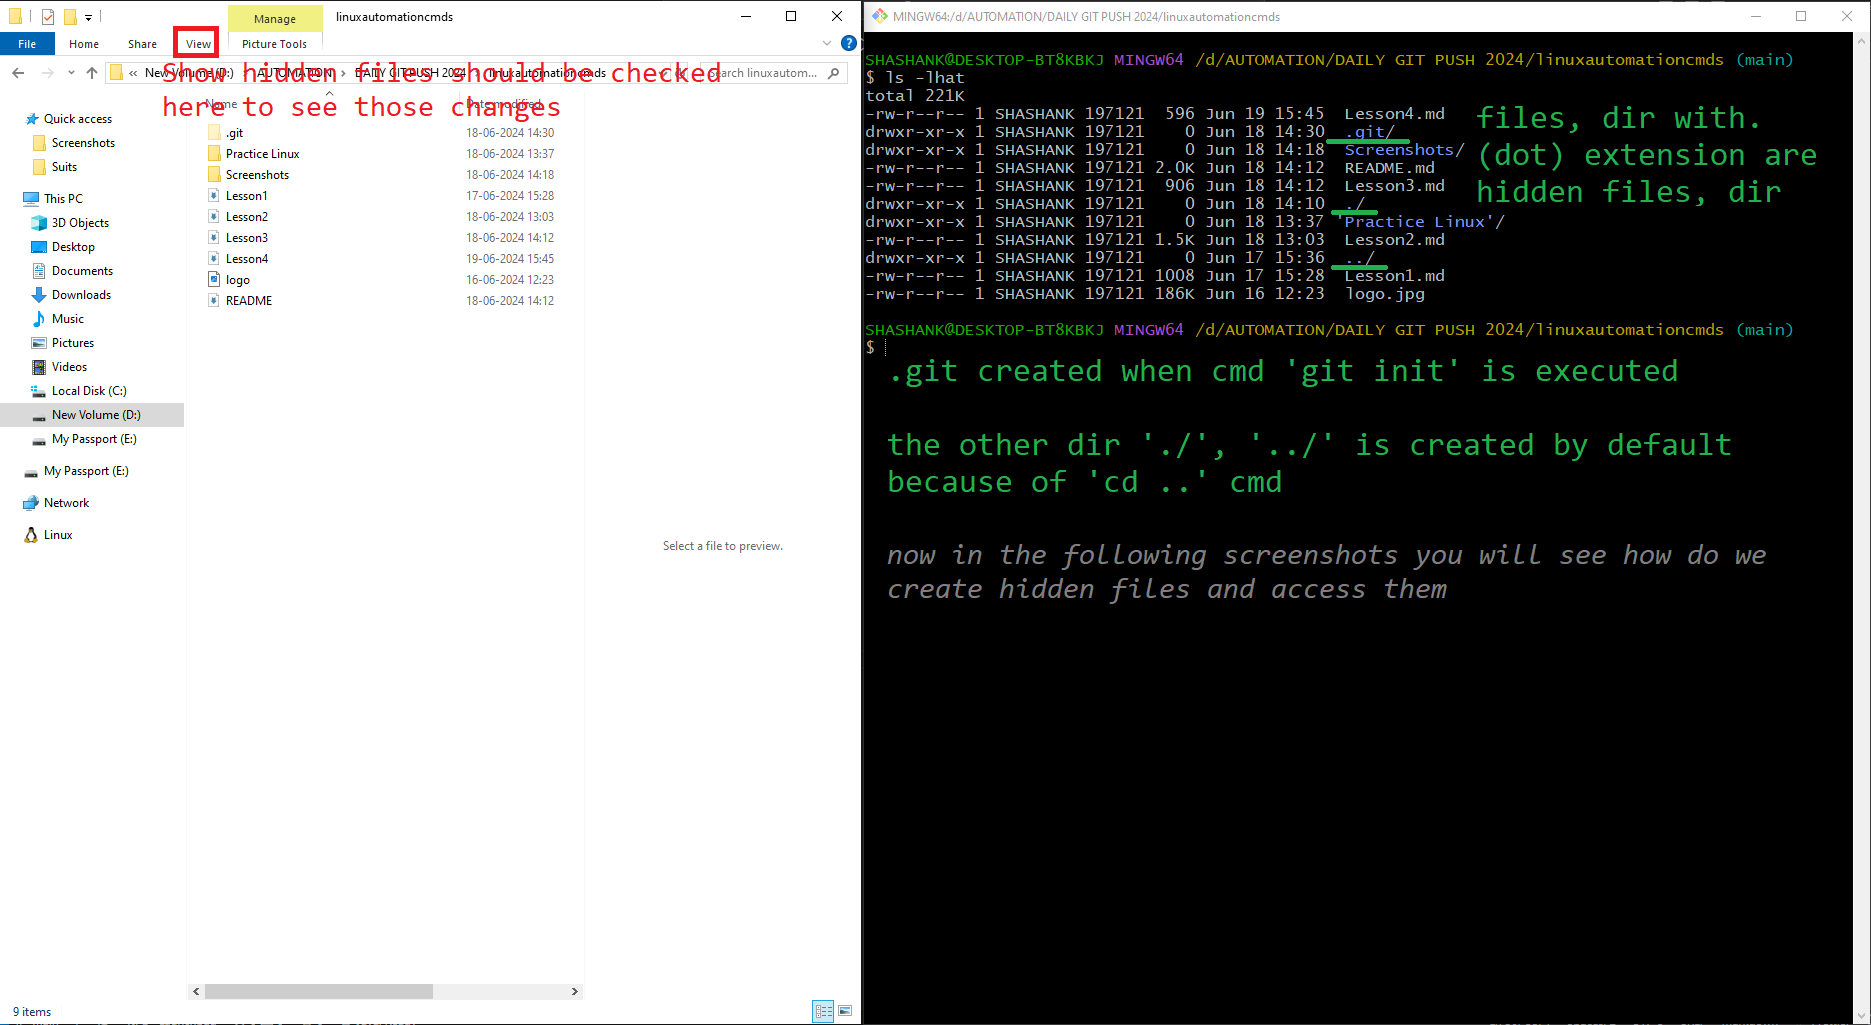 Manage
linuxautomationcmds
File
Home
Share
View
Picture Tools
« New Volume (D:) › AUTOMATION › DAILY GIT PUSH 2024 › linuxautomationcmds
Search linuxautom...
Show hidden files should be checked
here to see those changes
Name
Date modified
Quick access
Screenshots
Suits
This PC
3D Objects
Desktop
Documents
Downloads
Music
Pictures
Videos
Local Disk (C:)
New Volume (D:)
My Passport (E:)
My Passport (E:)
Network
Linux
.git 18-06-2024 14:30
Practice Linux 18-06-2024 13:37
Screenshots 18-06-2024 14:18
Lesson1 17-06-2024 15:28
Lesson2 18-06-2024 13:03
Lesson3 18-06-2024 14:12
Lesson4 19-06-2024 15:45
logo 16-06-2024 12:23
README 18-06-2024 14:12
Select a file to preview.
9 items
MINGW64:/d/AUTOMATION/DAILY GIT PUSH 2024/linuxautomationcmds
SHASHANK@DESKTOP-BT8KBKJ MINGW64 /d/AUTOMATION/DAILY GIT PUSH 2024/linuxautomationcmds (main)
$ ls -lhat
total 221K
-rw-r--r-- 1 SHASHANK 197121 596 Jun 19 15:45 Lesson4.md
drwxr-xr-x 1 SHASHANK 197121 0 Jun 18 14:30 .git/
drwxr-xr-x 1 SHASHANK 197121 0 Jun 18 14:18 Screenshots/
-rw-r--r-- 1 SHASHANK 197121 2.0K Jun 18 14:12 README.md
-rw-r--r-- 1 SHASHANK 197121 906 Jun 18 14:12 Lesson3.md
drwxr-xr-x 1 SHASHANK 197121 0 Jun 18 14:10 ./
drwxr-xr-x 1 SHASHANK 197121 0 Jun 18 13:37 'Practice Linux'/
-rw-r--r-- 1 SHASHANK 197121 1.5K Jun 18 13:03 Lesson2.md
drwxr-xr-x 1 SHASHANK 197121 0 Jun 17 15:36 ../
-rw-r--r-- 1 SHASHANK 197121 1008 Jun 17 15:28 Lesson1.md
-rw-r--r-- 1 SHASHANK 197121 186K Jun 16 12:23 logo.jpg
files, dir with.
(dot) extension are
hidden files, dir
SHASHANK@DESKTOP-BT8KBKJ MINGW64 /d/AUTOMATION/DAILY GIT PUSH 2024/linuxautomationcmds (main)
$
.git created when cmd 'git init' is executed
the other dir './', '../' is created by default
because of 'cd ..' cmd
now in the following screenshots you will see how do we
create hidden files and access them